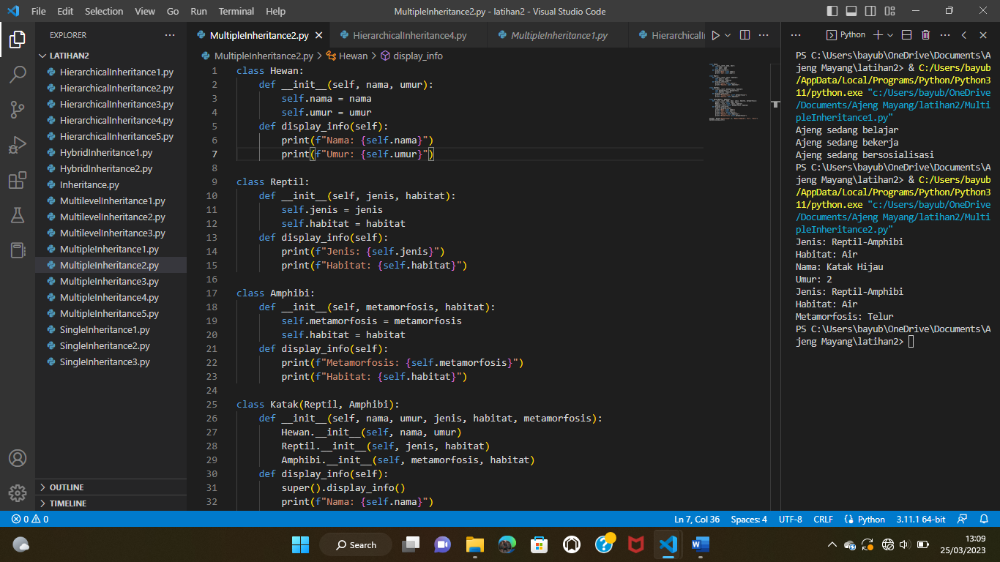 File Edit Selection View Go Run Terminal Help MultipleInheritance2.py - latihan2 - Visual Studio Code
EXPLORER
LATIHAN2
HierarchicalInheritance1.py
HierarchicalInheritance2.py
HierarchicalInheritance3.py
HierarchicalInheritance4.py
HierarchicalInheritance5.py
HybridInheritance1.py
HybridInheritance2.py
Inheritance.py
MultilevelInheritance1.py
MultilevelInheritance2.py
MultilevelInheritance3.py
MultipleInheritance1.py
MultipleInheritance2.py
MultipleInheritance3.py
MultipleInheritance4.py
MultipleInheritance5.py
SingleInheritance1.py
SingleInheritance2.py
SingleInheritance3.py
OUTLINE
TIMELINE
MultipleInheritance2.py HierarchicalInheritance4.py MultipleInheritance1.py HierarchicalI
MultipleInheritance2.py > Hewan > display_info
1 class Hewan:
2     def __init__(self, nama, umur):
3         self.nama = nama
4         self.umur = umur
5     def display_info(self):
6         print(f"Nama: {self.nama}")
7         print(f"Umur: {self.umur}")
8
9 class Reptil:
10     def __init__(self, jenis, habitat):
11         self.jenis = jenis
12         self.habitat = habitat
13     def display_info(self):
14         print(f"Jenis: {self.jenis}")
15         print(f"Habitat: {self.habitat}")
16
17 class Amphibi:
18     def __init__(self, metamorfosis, habitat):
19         self.metamorfosis = metamorfosis
20         self.habitat = habitat
21     def display_info(self):
22         print(f"Metamorfosis: {self.metamorfosis}")
23         print(f"Habitat: {self.habitat}")
24
25 class Katak(Reptil, Amphibi):
26     def __init__(self, nama, umur, jenis, habitat, metamorfosis):
27         Hewan.__init__(self, nama, umur)
28         Reptil.__init__(self, jenis, habitat)
29         Amphibi.__init__(self, metamorfosis, habitat)
30     def display_info(self):
31         super().display_info()
32         print(f"Nama: {self.nama}")
Python
PS C:\Users\bayub\OneDrive\Documents\A
jeng Mayang\latihan2> & C:/Users/bayub
/AppData/Local/Programs/Python/Python3
11/python.exe "c:/Users/bayub/OneDrive
/Documents/Ajeng Mayang/latihan2/Multi
pleInheritance1.py"
Ajeng sedang belajar
Ajeng sedang bekerja
Ajeng sedang bersosialisasi
PS C:\Users\bayub\OneDrive\Documents\A
jeng Mayang\latihan2> & C:/Users/bayub
/AppData/Local/Programs/Python/Python3
11/python.exe "c:/Users/bayub/OneDrive
/Documents/Ajeng Mayang/latihan2/Multi
pleInheritance2.py"
Jenis: Reptil-Amphibi
Habitat: Air
Nama: Katak Hijau
Umur: 2
Jenis: Reptil-Amphibi
Habitat: Air
Metamorfosis: Telur
PS C:\Users\bayub\OneDrive\Documents\A
jeng Mayang\latihan2>
0 0 Ln 7, Col 36 Spaces: 4 UTF-8 CRLF Python 3.11.1 64-bit
Search
13:09
25/03/2023